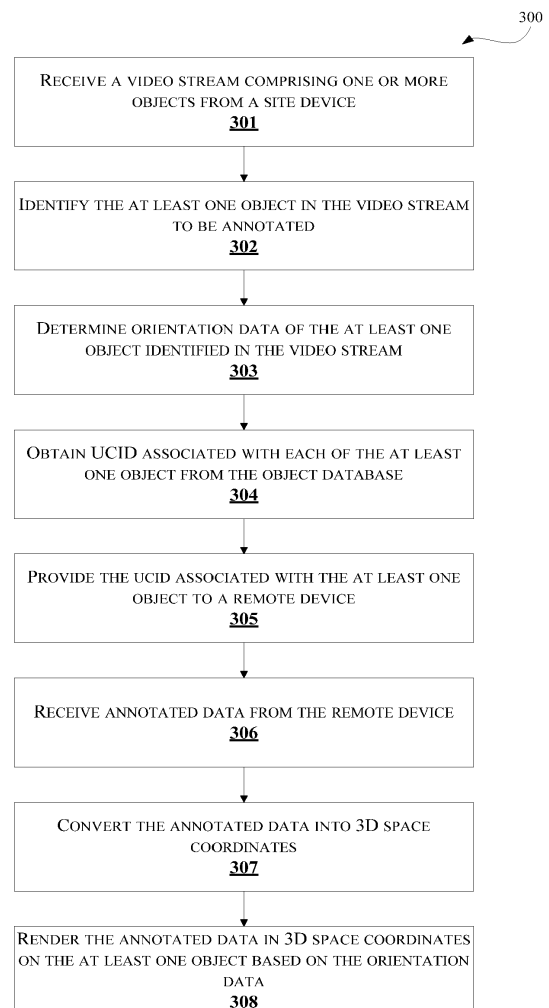 300
RECEIVE A VIDEO STREAM COMPRISING ONE OR MORE
OBJECTS FROM A SITE DEVICE
301
IDENTIFY THE AT LEAST ONE OBJECT IN THE VIDEO STREAM
TO BE ANNOTATED
302
DETERMINE ORIENTATION DATA OF THE AT LEAST ONE
OBJECT IDENTIFIED IN THE VIDEO STREAM
303
OBTAIN UCID ASSOCIATED WITH EACH OF THE AT LEAST
ONE OBJECT FROM THE OBJECT DATABASE
304
PROVIDE THE UCID ASSOCIATED WITH THE AT LEAST ONE
OBJECT TO A REMOTE DEVICE
305
RECEIVE ANNOTATED DATA FROM THE REMOTE DEVICE
306
CONVERT THE ANNOTATED DATA INTO 3D SPACE
COORDINATES
307
RENDER THE ANNOTATED DATA IN 3D SPACE COORDINATES
ON THE AT LEAST ONE OBJECT BASED ON THE ORIENTATION
DATA
308